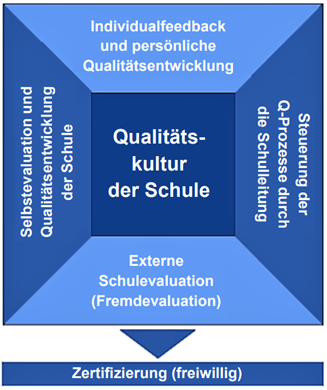 Individualfeedback
und persönliche
Qualitätsentwicklung
Selbstevaluation und
Qualitätsentwicklung
der Schule
Qualitäts-
kultur
der Schule
Steuerung der
Q-Prozesse durch
die Schulleitung
Externe
Schulevaluation
(Fremdevaluation)
Zertifizierung (freiwillig)